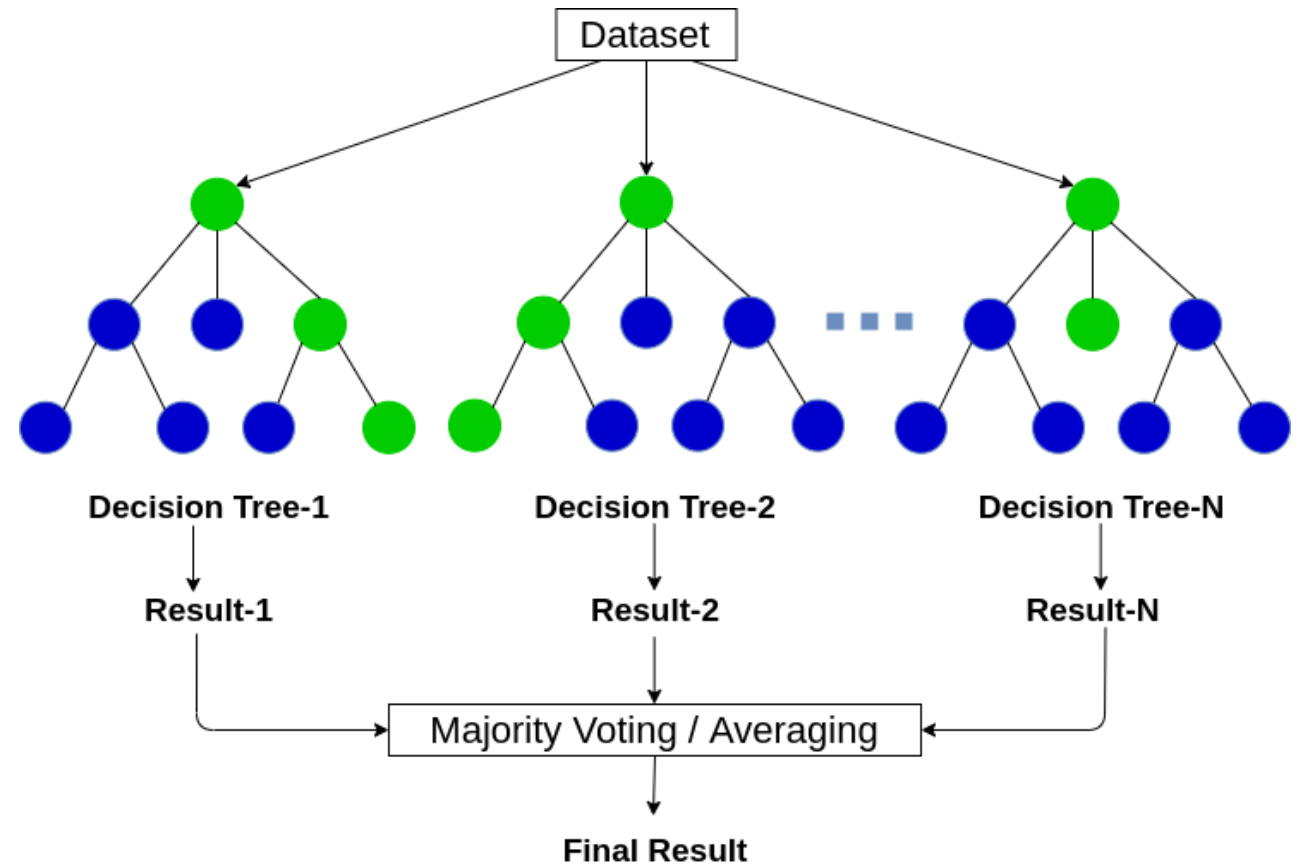 Dataset
Decision Tree-1
Decision Tree-2
Decision Tree-N
Result-1
Result-2
Result-N
Majority Voting / Averaging
Final Result